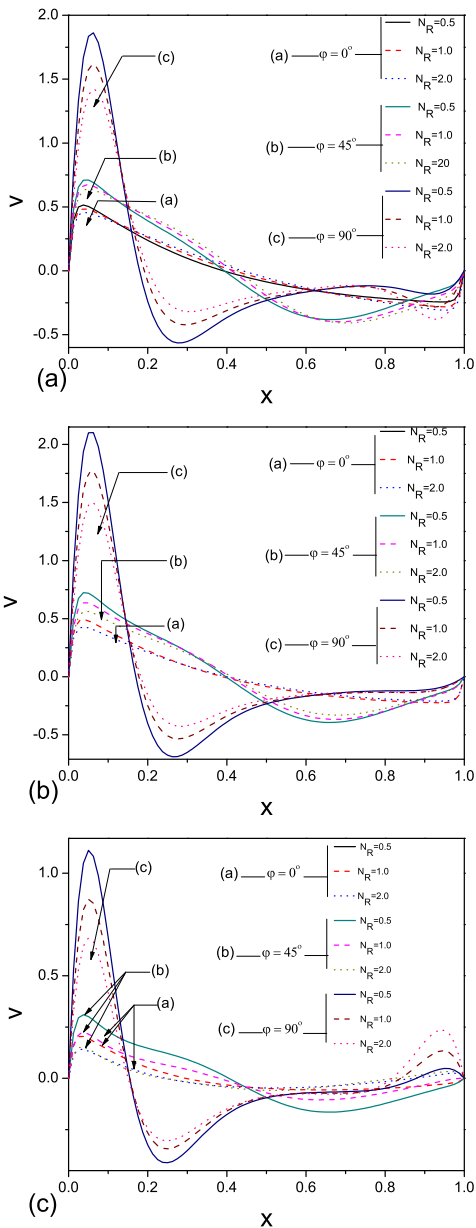 2.0
1.5
1.0
0.5
0.0
-0.5
V
(c)
(b)
(a)
(a) φ = 0°
N_R=0.5
N_R=1.0
N_R=2.0
(b) φ = 45°
N_R=0.5
N_R=1.0
N_R=20
(c) φ = 90°
N_R=0.5
N_R=1.0
N_R=2.0
0.0 0.2 0.4 0.6 0.8 1.0
(a)
X
2.0
1.5
1.0
0.5
0.0
-0.5
V
(c)
(b)
(a)
(a) φ = 0°
N_R=0.5
N_R=1.0
N_R=2.0
(b) φ = 45°
N_R=0.5
N_R=1.0
N_R=2.0
(c) φ = 90°
N_R=0.5
N_R=1.0
N_R=2.0
0.0 0.2 0.4 0.6 0.8 1.0
(b)
X
1.0
0.5
0.0
V
(c)
(b)
(a)
(a) φ = 0°
N_R=0.5
N_R=1.0
N_R=2.0
(b) φ = 45°
N_R=0.5
N_R=1.0
N_R=2.0
(c) φ = 90°
N_R=0.5
N_R=1.0
N_R=2.0
0.0 0.2 0.4 0.6 0.8 1.0
(c)
X